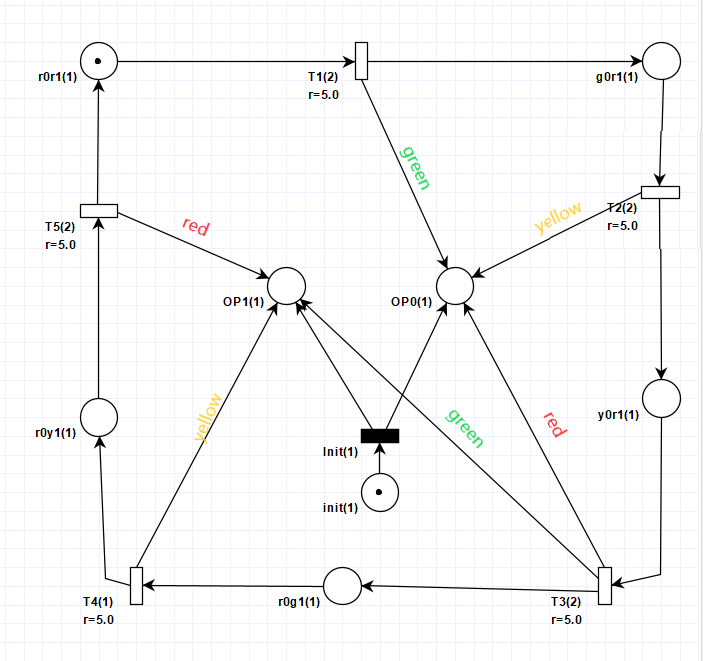 r0r1(1)
T1(2)
r=5.0
g0r1(1)
green
T5(2)
r=5.0
red
yellow
T2(2)
r=5.0
OP1(1)
OP0(1)
r0y1(1)
yellow
green
red
y0r1(1)
Init(1)
init(1)
T4(1)
r=5.0
r0g1(1)
T3(2)
r=5.0